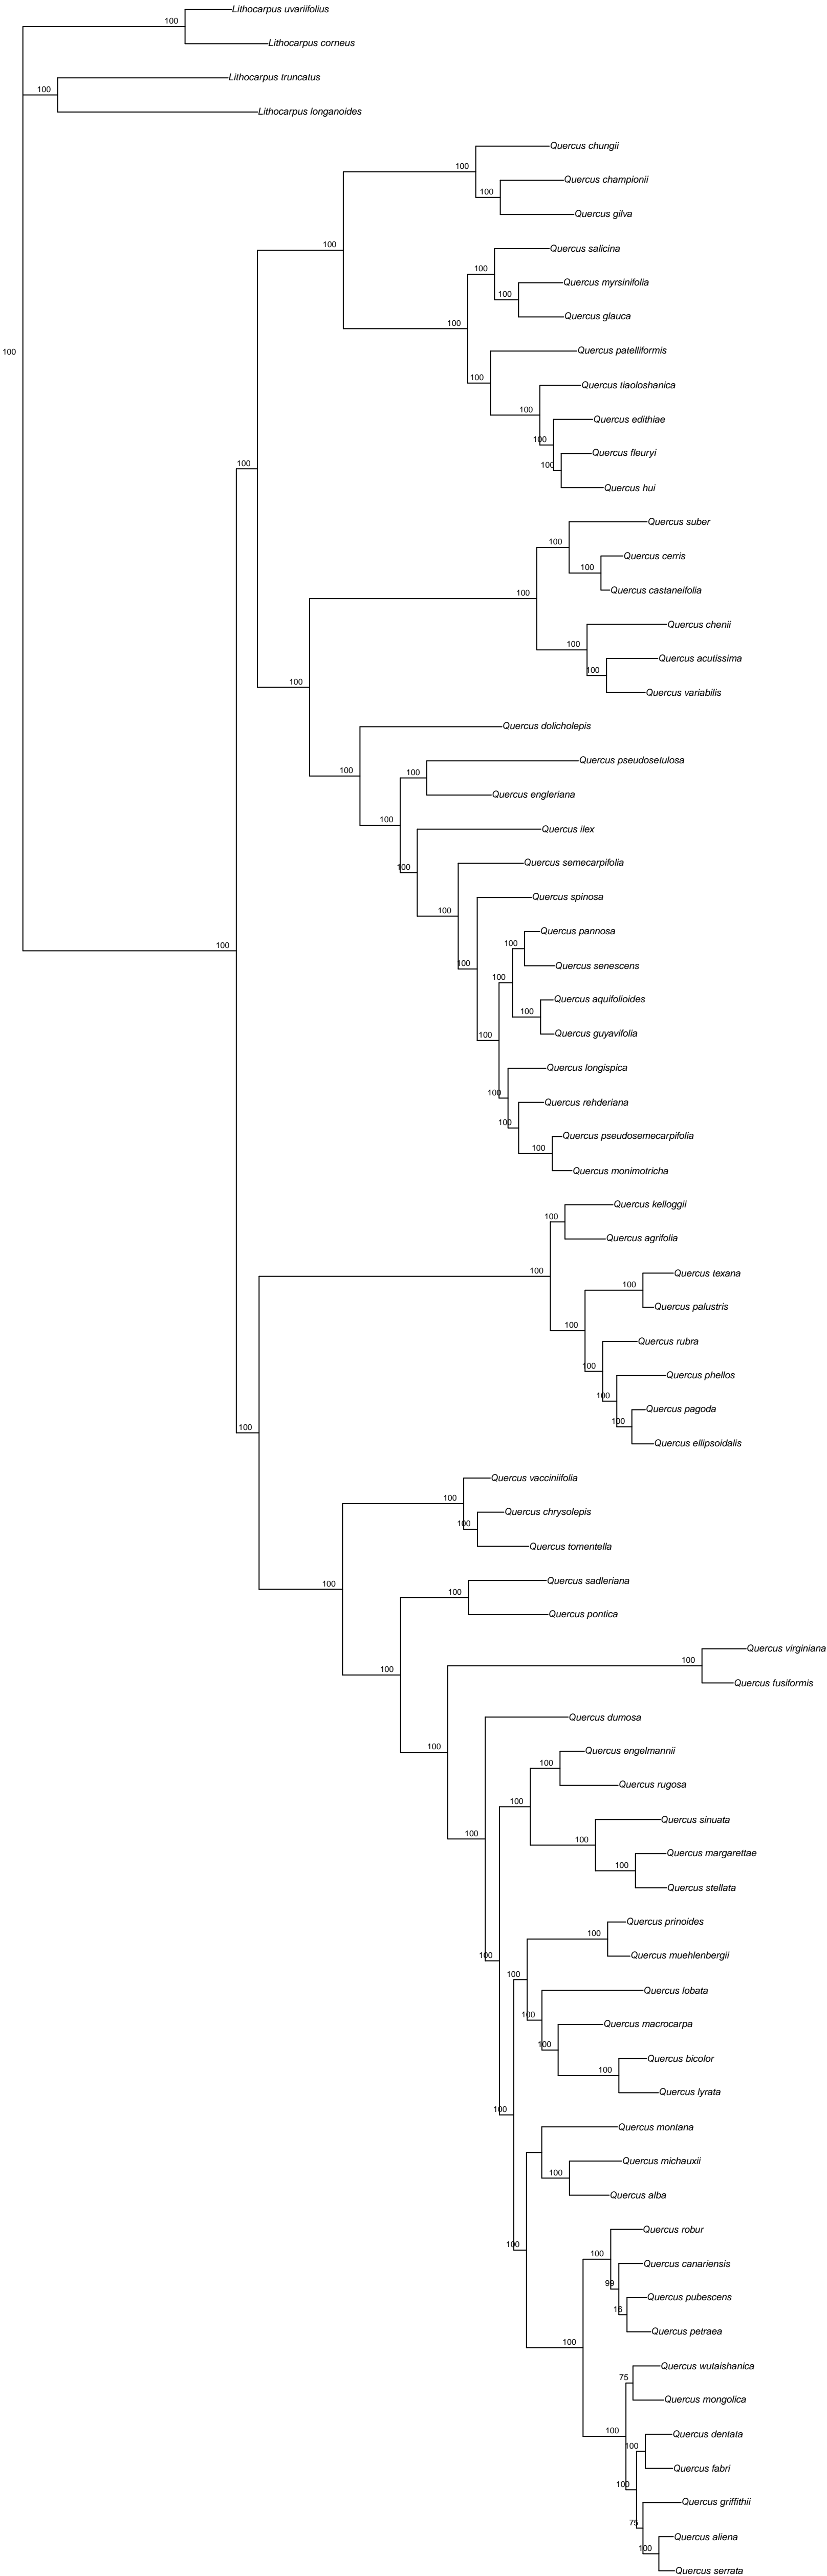 Lithocarpus uvariifolius
100
Lithocarpus corneus
Lithocarpus truncatus
100
Lithocarpus longanoides
Quercus chungii
100
Quercus championii
100
Quercus gilva
100
Quercus salicina
100
Quercus myrsinifolia
100
Quercus glauca
100
100
Quercus patelliformis
100
Quercus tiaoloshanica
100
Quercus edithiae
100
Quercus fleuryi
100
Quercus hui
100
Quercus suber
100
Quercus cerris
100
Quercus castaneifolia
100
Quercus chenii
100
Quercus acutissima
100
Quercus variabilis
100
Quercus dolicholepis
100
Quercus pseudosetulosa
100
Quercus engleriana
100
Quercus ilex
100
Quercus semecarpifolia
100
Quercus spinosa
100
Quercus pannosa
100
Quercus senescens
100
Quercus aquifolioides
100
Quercus guyavifolia
100
Quercus longispica
100
Quercus rehderiana
100
Quercus pseudosemecarpifolia
100
Quercus monimotricha
100
Quercus kelloggii
100
Quercus agrifolia
100
Quercus texana
100
Quercus palustris
100
Quercus rubra
100
Quercus phellos
100
Quercus pagoda
100
Quercus ellipsoidalis
100
Quercus vacciniifolia
100
Quercus chrysolepis
100
Quercus tomentella
100
Quercus sadleriana
100
Quercus pontica
100
Quercus virginiana
100
Quercus fusiformis
100
Quercus dumosa
100
Quercus engelmannii
100
Quercus rugosa
100
Quercus sinuata
100
Quercus margarettae
100
Quercus stellata
100
Quercus prinoides
100
Quercus muehlenbergii
100
Quercus lobata
100
Quercus macrocarpa
100
Quercus bicolor
100
Quercus lyrata
100
Quercus montana
Quercus michauxii
100
Quercus alba
100
Quercus robur
100
Quercus canariensis
99
Quercus pubescens
16
Quercus petraea
100
Quercus wutaishanica
75
Quercus mongolica
100
Quercus dentata
100
Quercus fabri
100
Quercus griffithii
75
Quercus aliena
100
Quercus serrata